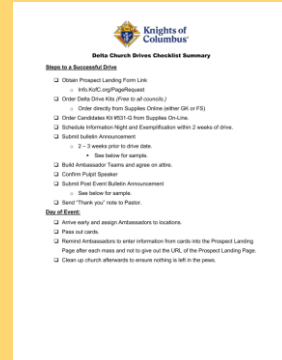 Knights of
Columbus®
Delta Church Drives Checklist Summary
Steps to a Successful Drive
❏ Obtain Prospect Landing Form Link
o Info.KofC.org/PageRequest
❏ Order Delta Drive Kits (Free to all councils.)
o Order directly from Supplies Online (either GK or FS)
❏ Order Candidates Kit #531-G from Supplies On-Line.
❏ Schedule Information Night and Exemplification within 2 weeks of drive.
❏ Submit bulletin Announcement
o 2 – 3 weeks prior to drive date.
▪ See below for sample.
❏ Build Ambassador Teams and agree on attire.
❏ Confirm Pulpit Speaker
❏ Submit Post Event Bulletin Announcement
o See below for sample.
❏ Send "Thank you" note to Pastor.
Day of Event:
❏ Arrive early and assign Ambassadors to locations.
❏ Pass out cards.
❏ Remind Ambassadors to enter information from cards into the Prospect Landing
Page after each mass and not to give out the URL of the Prospect Landing Page.
❏ Clean up church afterwards to ensure nothing is left in the pews.